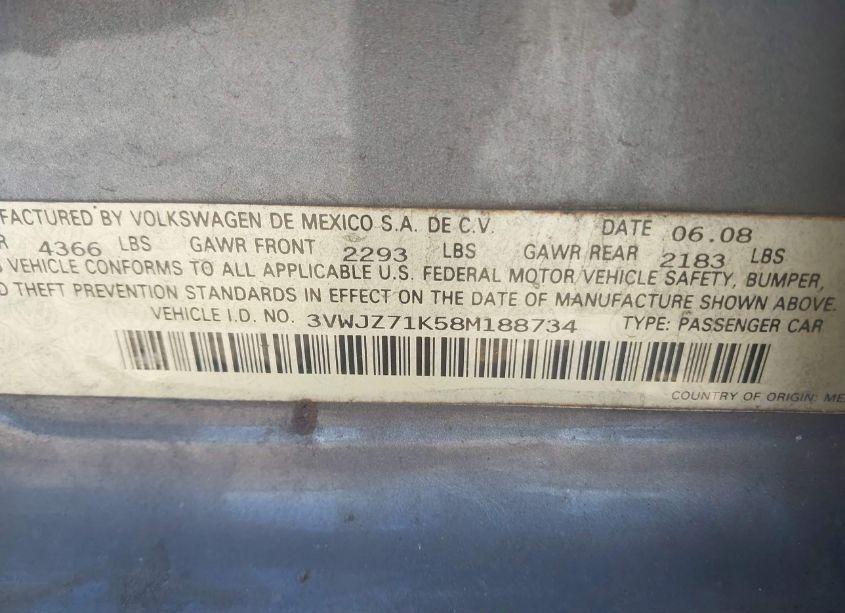 FACTURED BY VOLKSWAGEN DE MEXICO S.A. DE C.V. DATE 06.08
R 4366 LBS GAWR FRONT 2293 LBS GAWR REAR 2183 LBS
VEHICLE CONFORMS TO ALL APPLICABLE U.S. FEDERAL MOTOR VEHICLE SAFETY, BUMPER,
D THEFT PREVENTION STANDARDS IN EFFECT ON THE DATE OF MANUFACTURE SHOWN ABOVE.
VEHICLE I.D. NO. 3VWJZ71K58M188734 TYPE: PASSENGER CAR
COUNTRY OF ORIGIN: ME